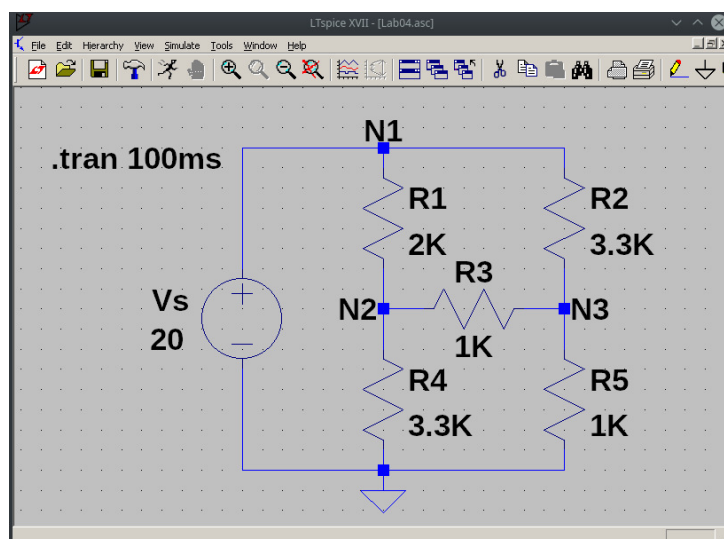 LTspice XVII - [Lab04.asc]
File Edit Hierarchy View Simulate Tools Window Help
N1
.tran 100ms
R1
R2
2K
3.3K
R3
Vs
N2
N3
20
1K
R4
R5
3.3K
1K